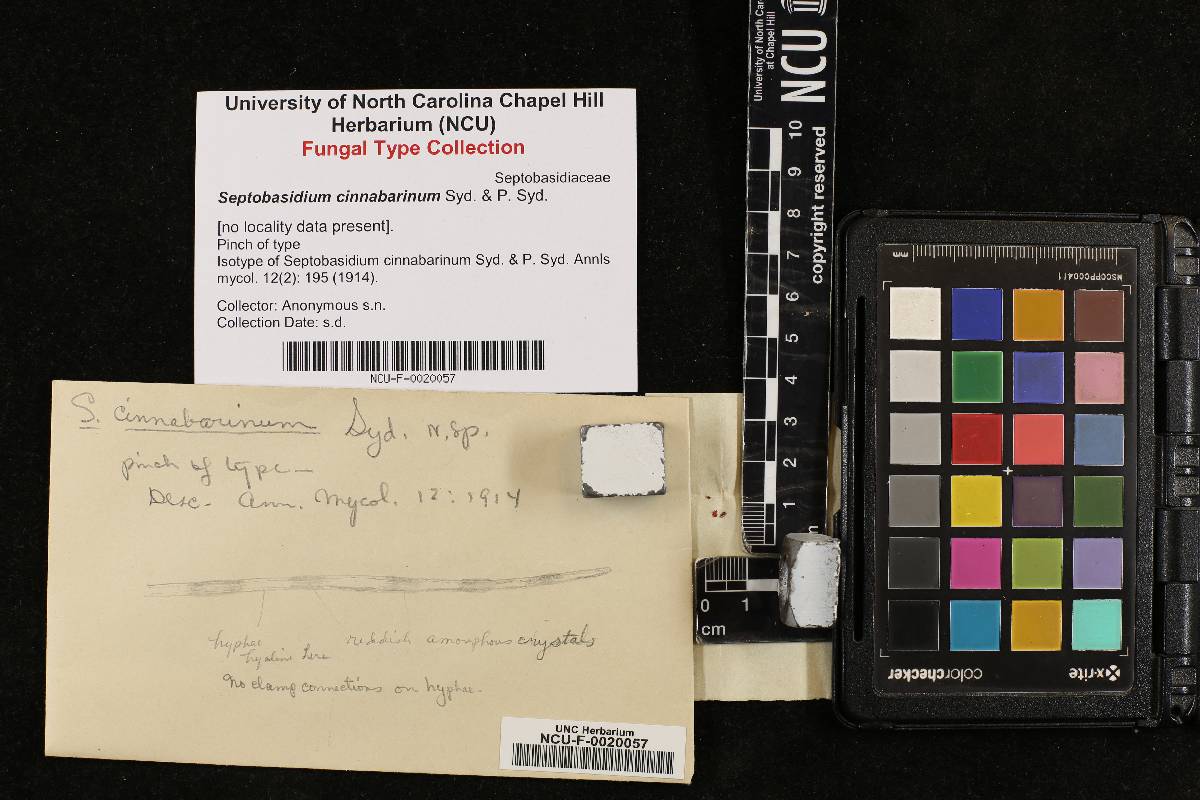 University of North Carolina Chapel Hill
Herbarium (NCU)
Fungal Type Collection
Septobasidiaceae
Septobasidium cinnabarinum Syd. & P. Syd.
[no locality data present].
Pinch of type
Isotype of Septobasidium cinnabarinum Syd. & P. Syd. Annls
mycol. 12(2): 195 (1914).
Collector: Anonymous s.n.
Collection Date: s.d.
NCU-F-0020057
S. cinnabarinum Syd. N. Sp.
pinch of type—
Desc. Ann. Mycol. 12:1914
hyphae
hyaline here
reddish amorphous crystals
No clamp connections on hyphae.
UNC Herbarium
NCU-F-0020057
University of North Car
at Chapel Hill
NCU
copyright reserved
10
9
8
7
6
5
4
3
2
1
0 1
cm
mm
MSCCPPCC0411
colorchecker
x-rite